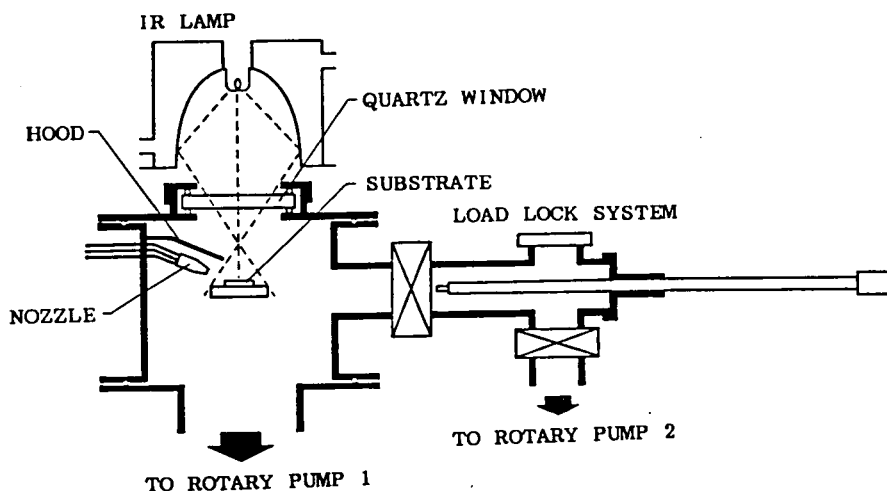 IR LAMP
QUARTZ WINDOW
HOOD
SUBSTRATE
LOAD LOCK SYSTEM
NOZZLE
TO ROTARY PUMP 2
TO ROTARY PUMP 1